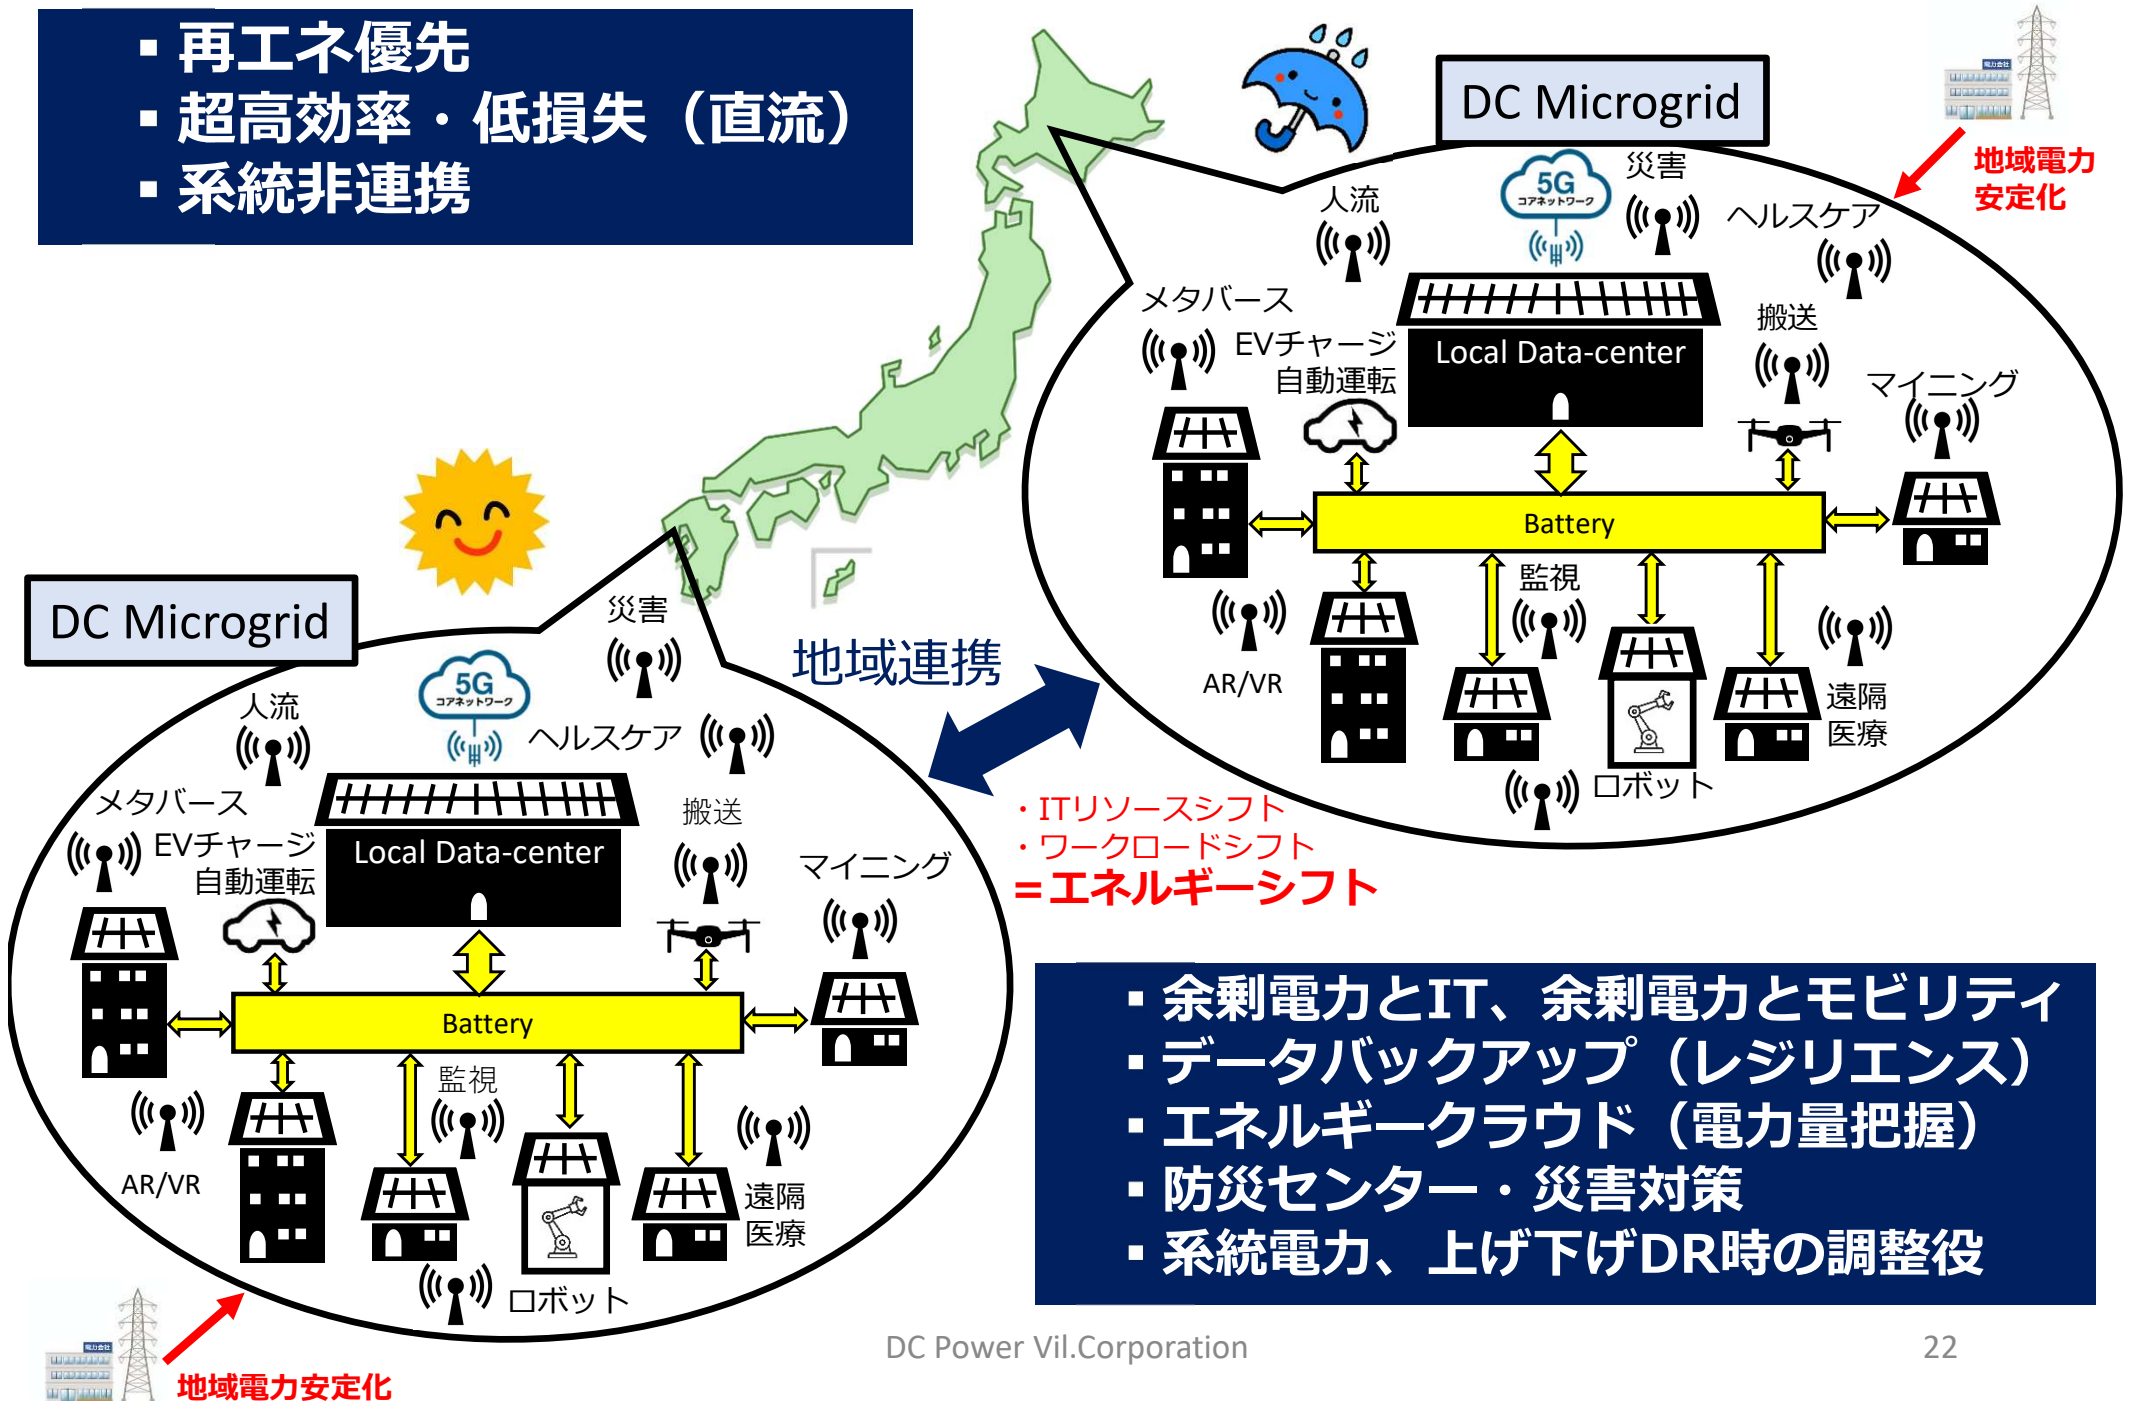 ▪ 再エネ優先
▪ 超高効率・低損失（直流）
▪ 系統非連携
DC Microgrid
電力会社
地域電力
安定化
災害
5G
コアネットワーク
人流
ヘルスケア
メタバース
EVチャージ
自動運転
Local Data-center
搬送
マイニング
Battery
監視
AR/VR
遠隔
医療
ロボット
DC Microgrid
災害
地域連携
5G
コアネットワーク
人流
ヘルスケア
メタバース
EVチャージ
自動運転
Local Data-center
搬送
マイニング
・ITリソースシフト
・ワークロードシフト
＝エネルギーシフト
Battery
監視
AR/VR
遠隔
医療
ロボット
▪ 余剰電力とIT、余剰電力とモビリティ
▪ データバックアップ（レジリエンス）
▪ エネルギークラウド（電力量把握）
▪ 防災センター・災害対策
▪ 系統電力、上げ下げDR時の調整役
電力会社
地域電力安定化
DC Power Vil.Corporation
22